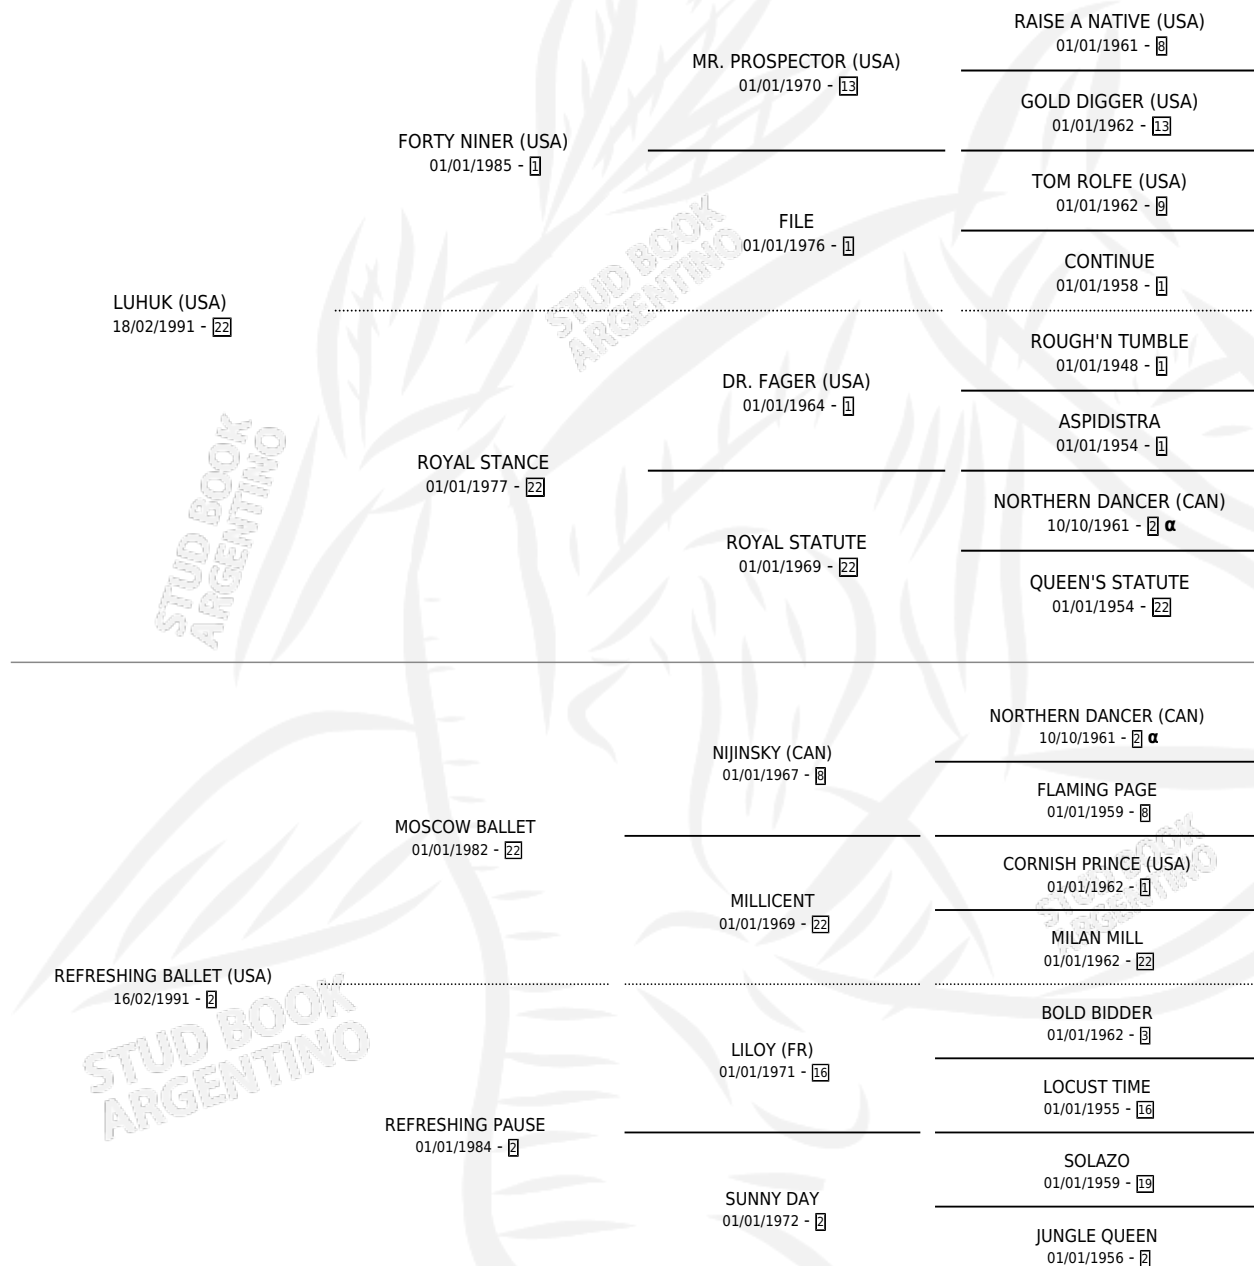 RAISE A NATIVE (USA)
01/01/1961 - 8
MR. PROSPECTOR (USA)
01/01/1970 - 13
GOLD DIGGER (USA)
01/01/1962 - 13
FORTY NINER (USA)
01/01/1985 - 1
TOM ROLFE (USA)
01/01/1962 - 9
FILE
01/01/1976 - 1
CONTINUE
01/01/1958 - 1
LUHUK (USA)
18/02/1991 - 22
ROUGH'N TUMBLE
01/01/1948 - 1
DR. FAGER (USA)
01/01/1964 - 1
ASPIDISTRA
01/01/1954 - 1
ROYAL STANCE
01/01/1977 - 22
NORTHERN DANCER (CAN)
10/10/1961 - 2 α
ROYAL STATUTE
01/01/1969 - 22
QUEEN'S STATUTE
01/01/1954 - 22
NORTHERN DANCER (CAN)
10/10/1961 - 2 α
NIJINSKY (CAN)
01/01/1967 - 8
FLAMING PAGE
01/01/1959 - 8
MOSCOW BALLET
01/01/1982 - 22
CORNISH PRINCE (USA)
01/01/1962 - 1
MILLICENT
01/01/1969 - 22
MILAN MILL
01/01/1962 - 22
REFRESHING BALLET (USA)
16/02/1991 - 2
BOLD BIDDER
01/01/1962 - 3
LILOY (FR)
01/01/1971 - 16
LOCUST TIME
01/01/1955 - 16
REFRESHING PAUSE
01/01/1984 - 2
SOLAZO
01/01/1959 - 19
SUNNY DAY
01/01/1972 - 2
JUNGLE QUEEN
01/01/1956 - 2
STUD BOOK
ARGENTINO
STUD BOOK
ARGENTINO
STUD BOOK
ARGENTINO
STUD BOOK
ARGENTINO